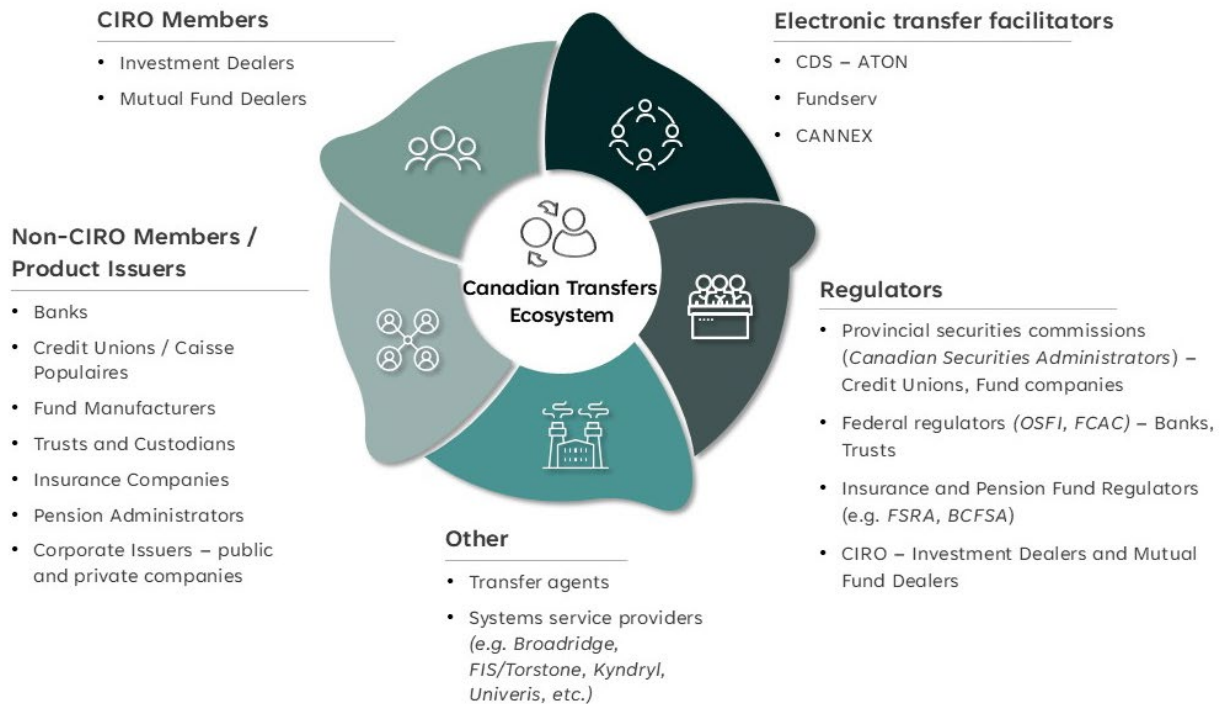 CIRO Members
• Investment Dealers
• Mutual Fund Dealers
Electronic transfer facilitators
• CDS – ATON
• Fundserv
• CANNEX
Canadian Transfers
Ecosystem
Non-CIRO Members /
Product Issuers
• Banks
• Credit Unions / Caisse
Populaires
• Fund Manufacturers
• Trusts and Custodians
• Insurance Companies
• Pension Administrators
• Corporate Issuers – public
and private companies
Regulators
• Provincial securities commissions
(Canadian Securities Administrators) –
Credit Unions, Fund companies
• Federal regulators (OSFI, FCAC) – Banks,
Trusts
• Insurance and Pension Fund Regulators
(e.g. FSRA, BCFSA)
• CIRO – Investment Dealers and Mutual
Fund Dealers
Other
• Transfer agents
• Systems service providers
(e.g. Broadridge,
FIS/Torstone, Kyndryl,
Univeris, etc.)